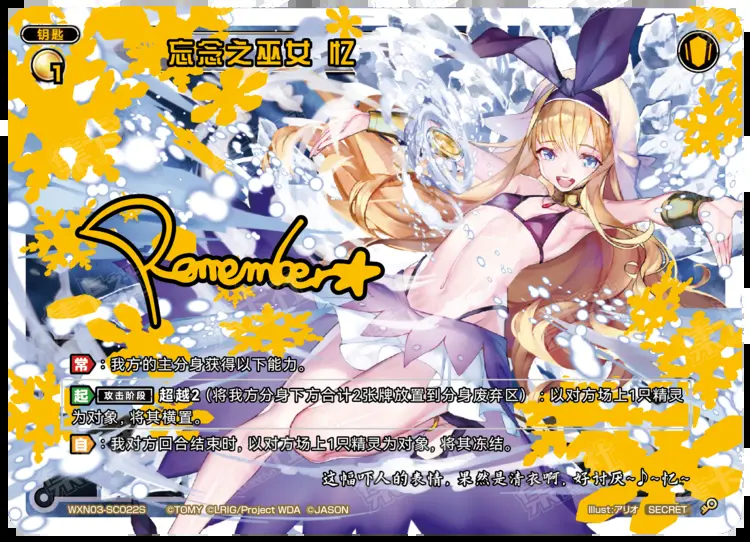 钥匙
1
忘念之巫女 忆
Remember★
常：我方的主分身获得以下能力。
起 攻击阶段 超越2（将我方分身下方合计2张牌放置到分身废弃区）：以对方场上1只精灵
为对象，将其横置。
自：我对方回合结束时，以对方场上1只精灵为对象，将其冻结。
这幅吓人的表情，果然是清衣啊，好讨厌~♪~忆~
WXN03-SC022S ©TOMY ©LRIG/Project WDA ©JASON
Illust:アリオ SECRET